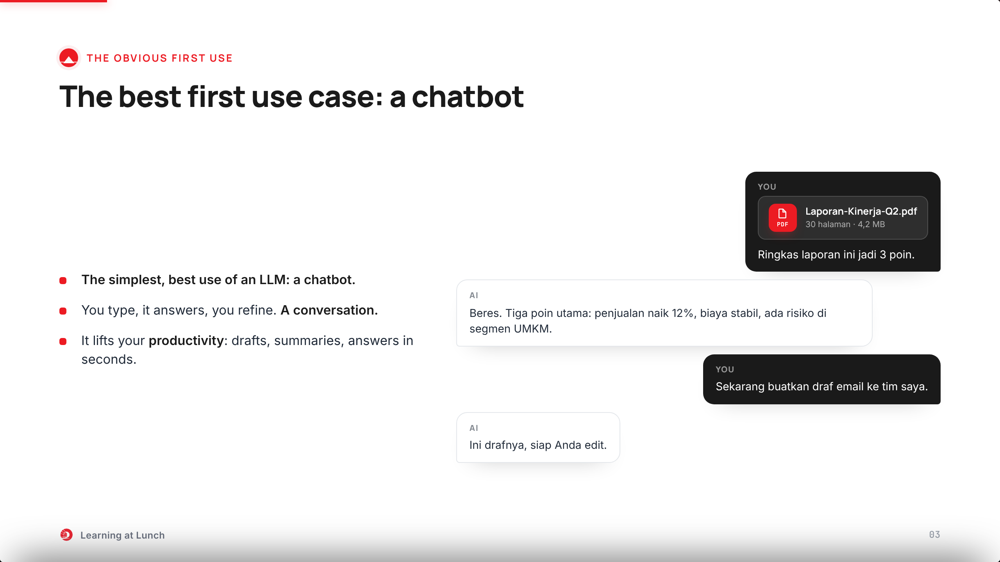 THE OBVIOUS FIRST USE
The best first use case: a chatbot
The simplest, best use of an LLM: a chatbot.
You type, it answers, you refine. A conversation.
It lifts your productivity: drafts, summaries, answers in
seconds.
YOU
PDF
Laporan-Kinerja-Q2.pdf
30 halaman · 4,2 MB
Ringkas laporan ini jadi 3 poin.
AI
Beres. Tiga poin utama: penjualan naik 12%, biaya stabil, ada risiko di
segmen UMKM.
YOU
Sekarang buatkan draf email ke tim saya.
AI
Ini drafnya, siap Anda edit.
Learning at Lunch
03